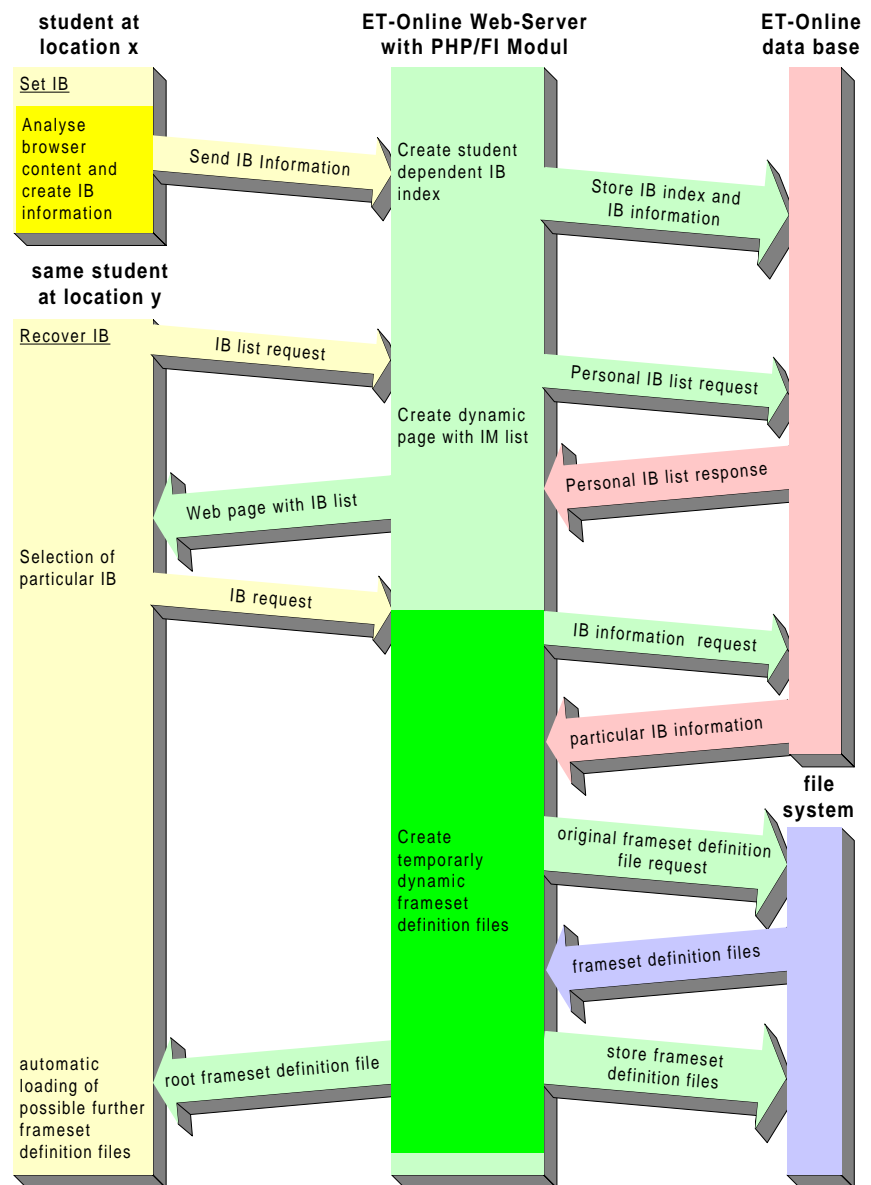 student at
location x
ET-Online Web-Server
with PHP/FI Modul
ET-Online
data base
Set IB
Analyse
browser
content and
create IB
information
Send IB Information
Create student
dependent IB
index
Store IB index and
IB information
same student
at location y
Recover IB
IB list request
Personal IB list request
Create dynamic
page with IM list
Personal IB list response
Web page with IB list
Selection of
particular IB
IB request
IB information request
particular IB information
file
system
Create
temporarly
dynamic
frameset
definition files
original frameset definition
file request
frameset definition files
store frameset
definition files
root frameset definition file
automatic
loading of
possible further
frameset
definition files